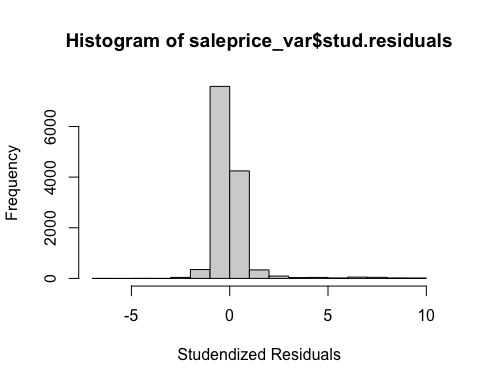 Histogram of saleprice_var$stud.residuals
Frequency
6000
4000
2000
0
-5 0 5 10
Studendized Residuals